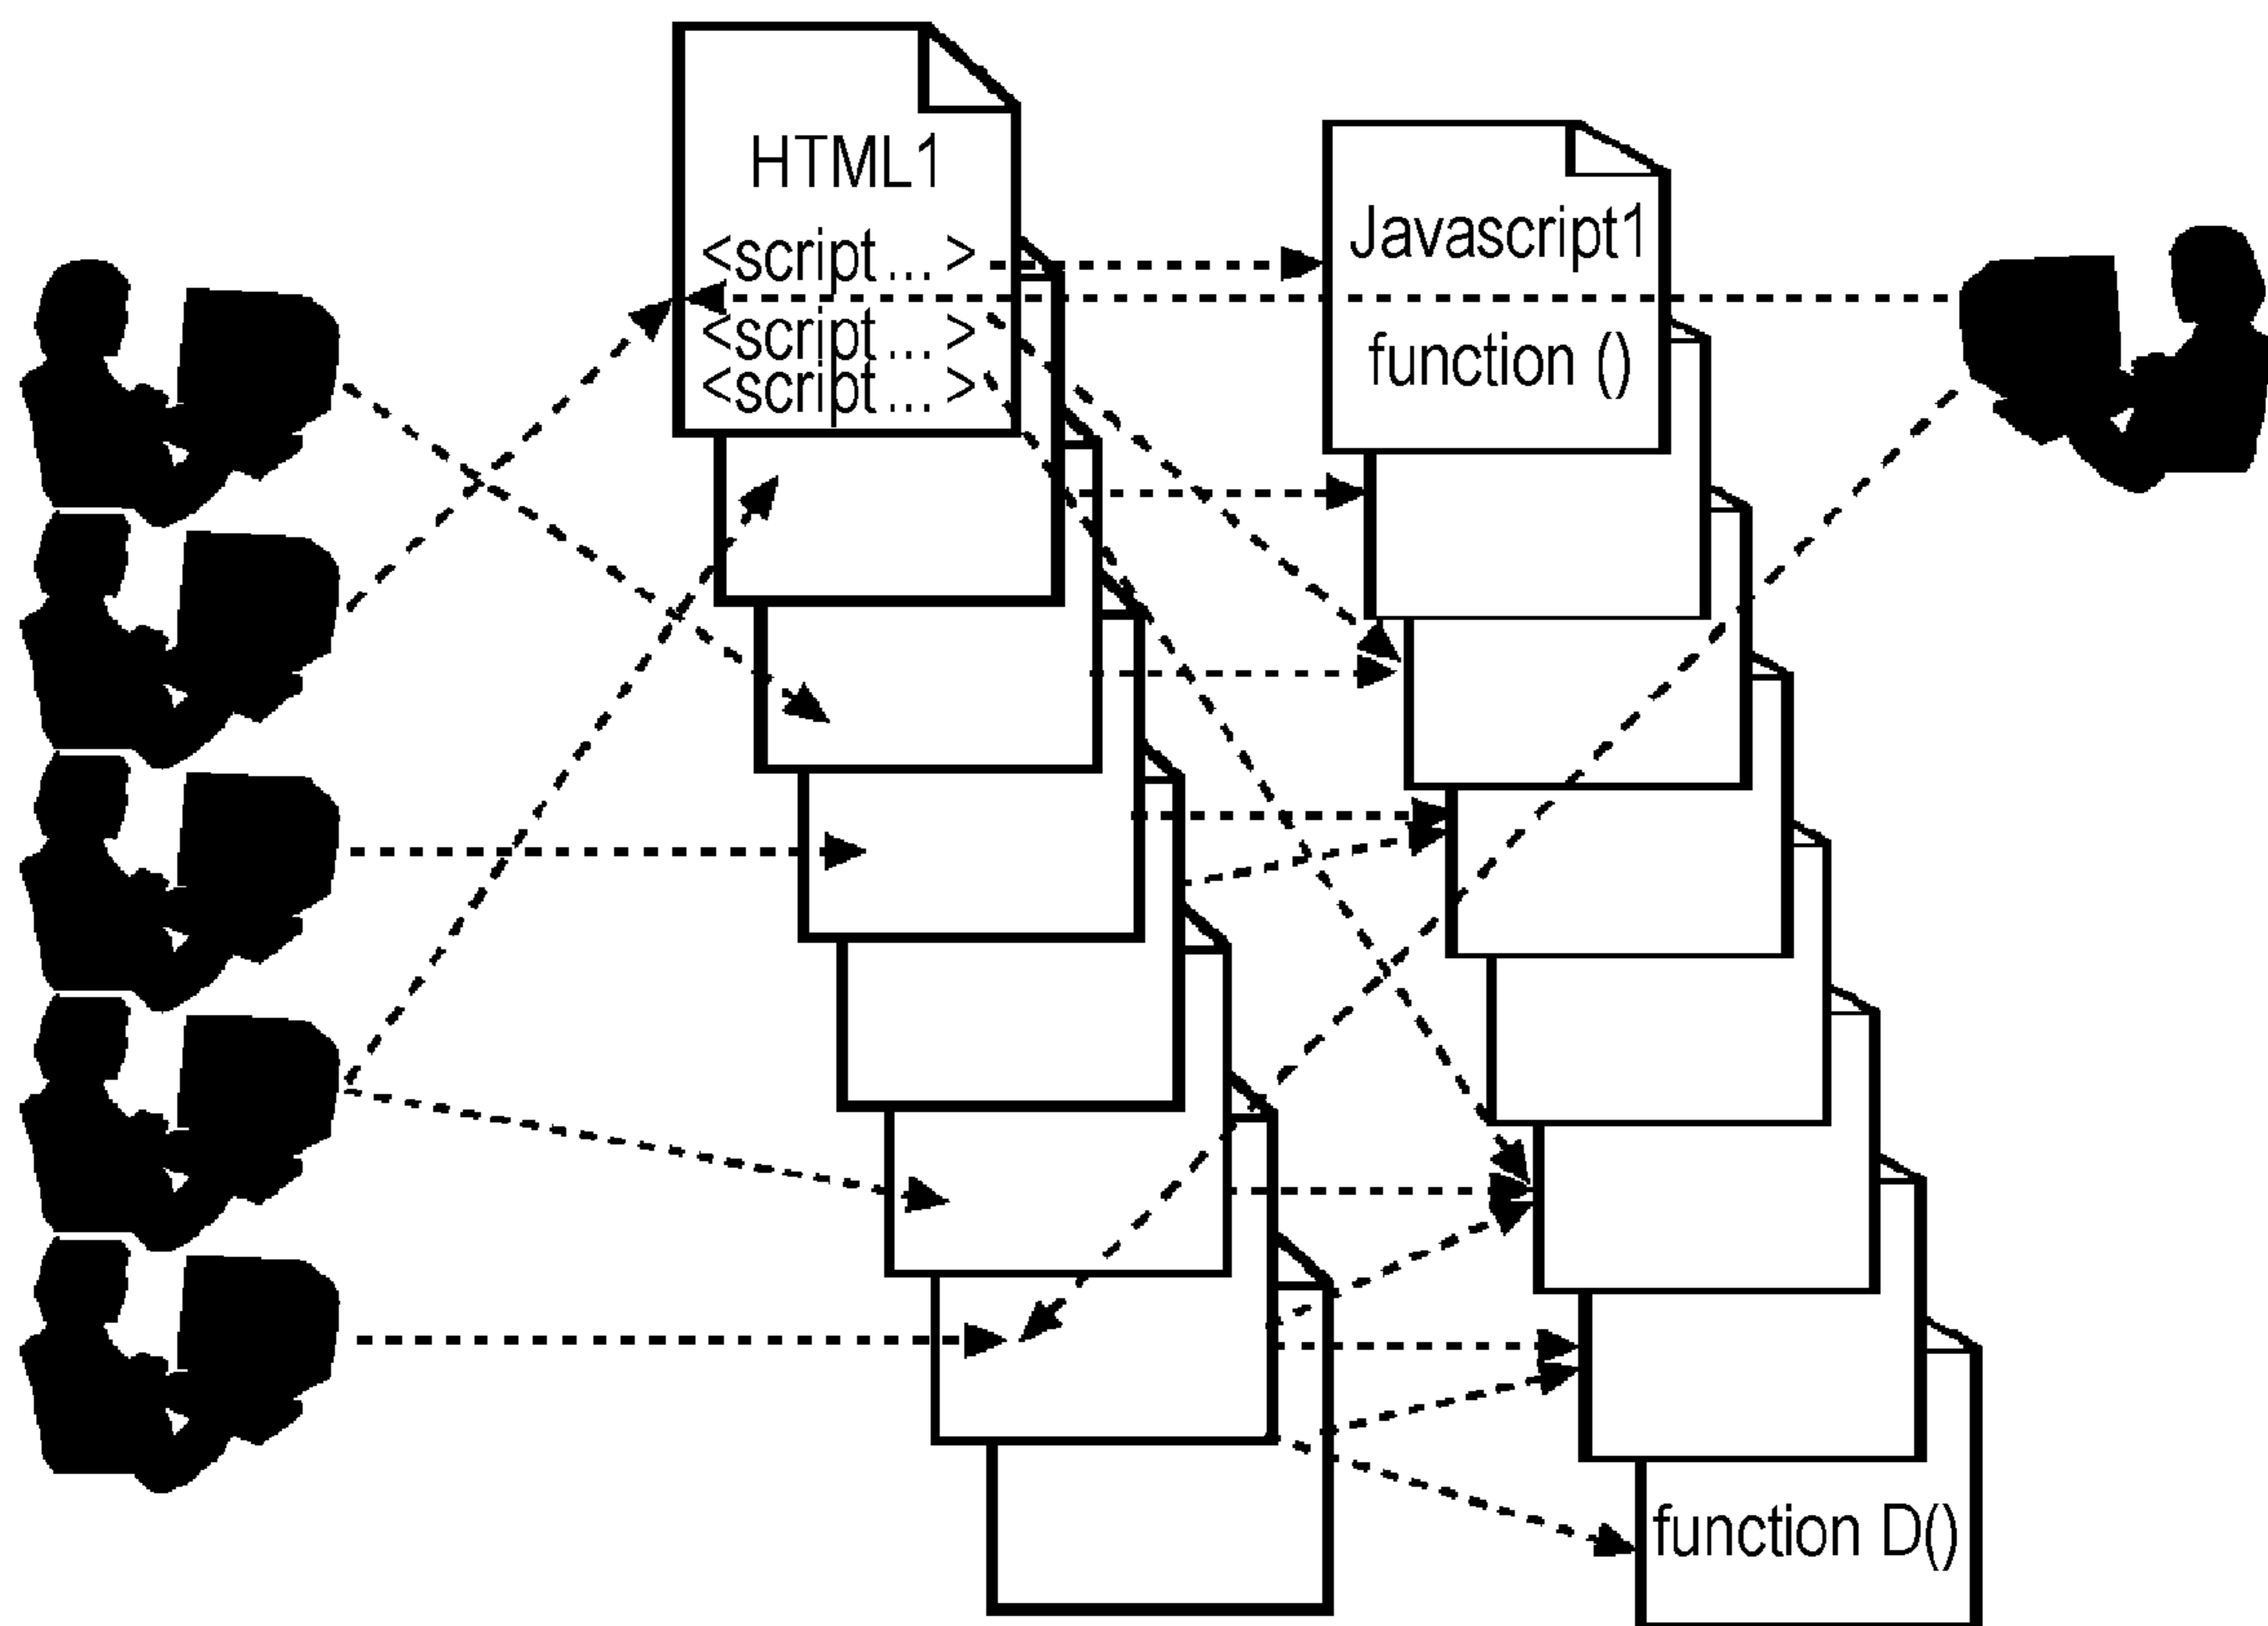 HTML1
<script ... >
<script ... >
<script ... >
Javascript1
function ()
function D()